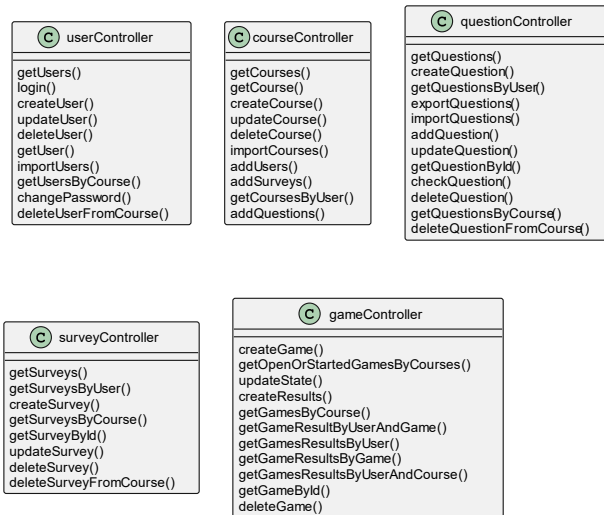 C userController
getUsers()
login()
createUser()
updateUser()
deleteUser()
getUser()
importUsers()
getUsersByCourse()
changePassword()
deleteUserFromCourse()
C courseController
getCourses()
getCourse()
createCourse()
updateCourse()
deleteCourse()
importCourses()
addUsers()
addSurveys()
getCoursesByUser()
addQuestions()
C questionController
getQuestions()
createQuestion()
getQuestionsByUser()
exportQuestions()
importQuestions()
addQuestion()
updateQuestion()
getQuestionById()
checkQuestion()
deleteQuestion()
getQuestionsByCourse()
deleteQuestionFromCourse()
C surveyController
getSurveys()
getSurveysByUser()
createSurvey()
getSurveysByCourse()
getSurveyById()
updateSurvey()
deleteSurvey()
deleteSurveyFromCourse()
C gameController
createGame()
getOpenOrStartedGamesByCourses()
updateState()
createResults()
getGamesByCourse()
getGameResultByUserAndGame()
getGamesResultsByUser()
getGameResultsByGame()
getGamesResultsByUserAndCourse()
getGameById()
deleteGame()